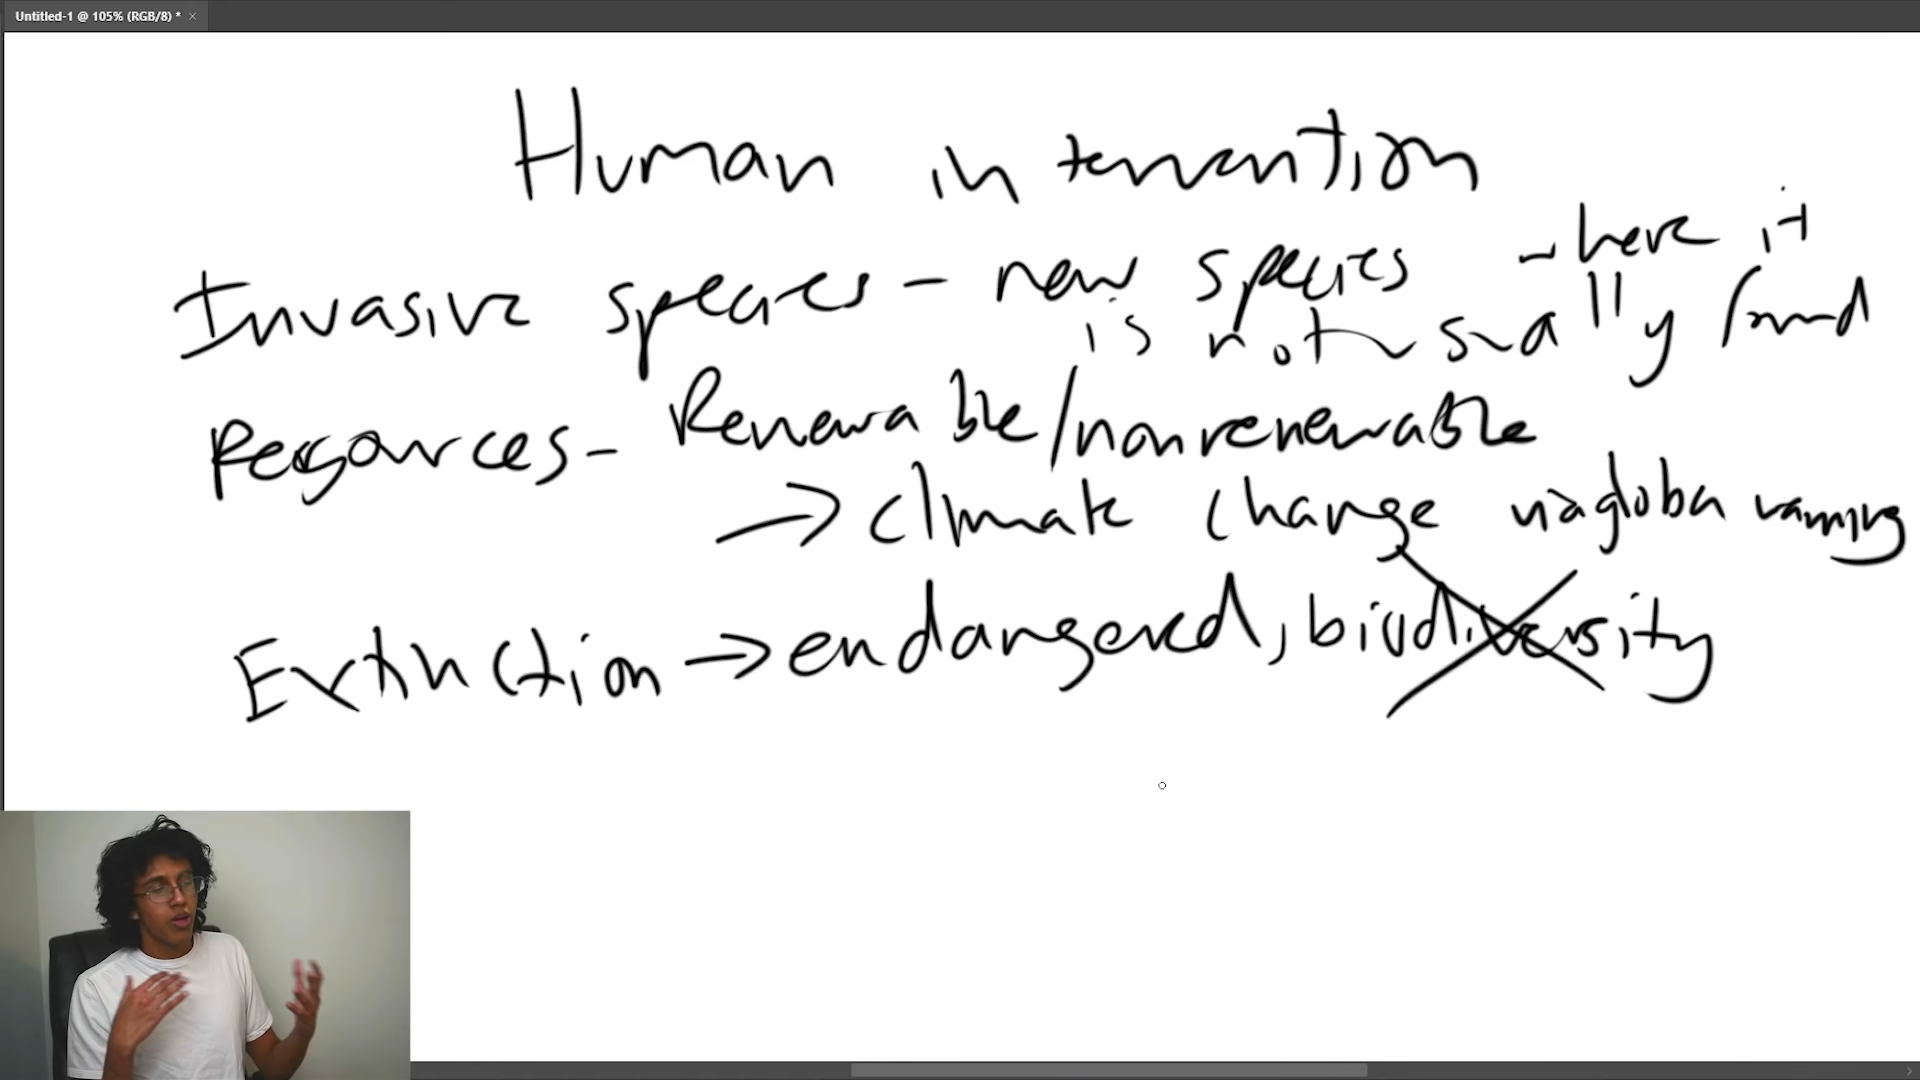 Untitled-1 @ 105% (RGB/8) * ×
Human intervention
Invasive species - new species where it
is not usually found
Resources - Renewable/nonrenewable
→ climate change via global warming
Extinction → endangered, biodiversity